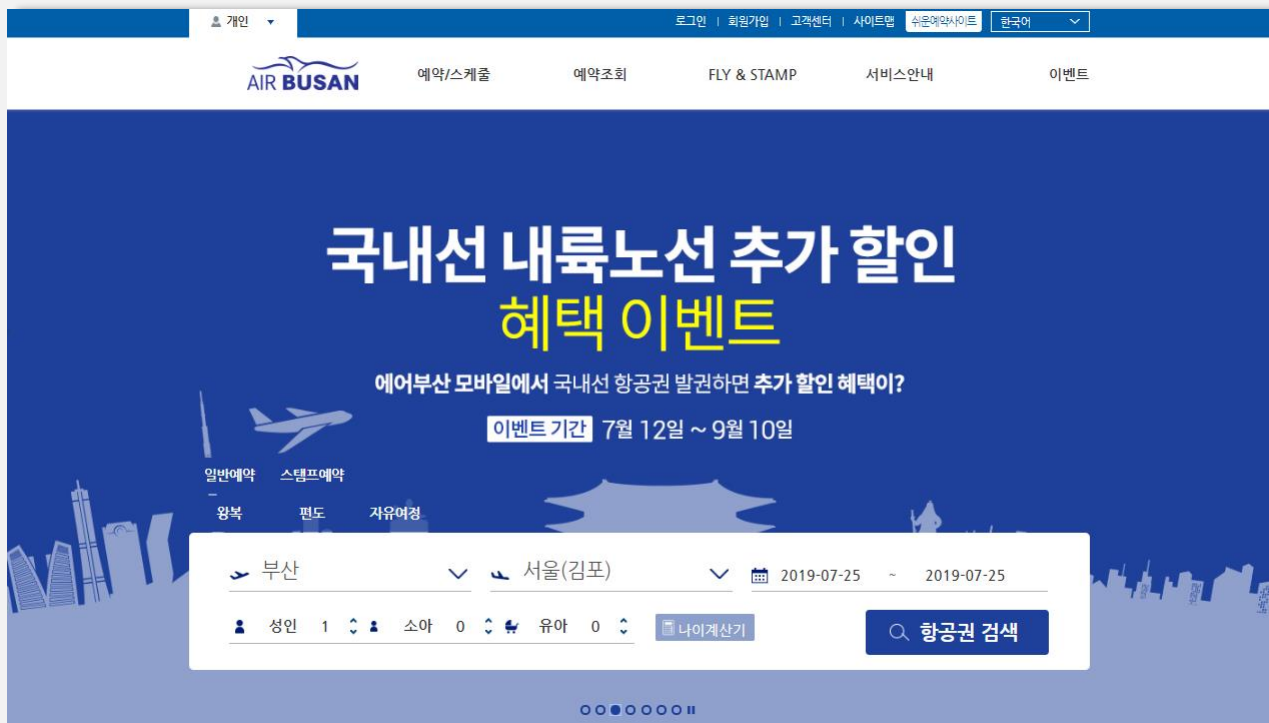 개인
로그인 | 회원가입 | 고객센터 | 사이트맵 쉬운예약사이트 한국어
AIR BUSAN 예약/스케줄 예약조회 FLY & STAMP 서비스안내 이벤트
국내선 내륙노선 추가 할인
혜택 이벤트
에어부산 모바일에서 국내선 항공권 발권하면 추가 할인 혜택이?
이벤트 기간 7월 12일 ~ 9월 10일
일반예약 스탬프예약
왕복 편도 자유여정
부산 서울(김포) 2019-07-25 ~ 2019-07-25
성인 1 소아 0 유아 0 나이계산기 항공권 검색